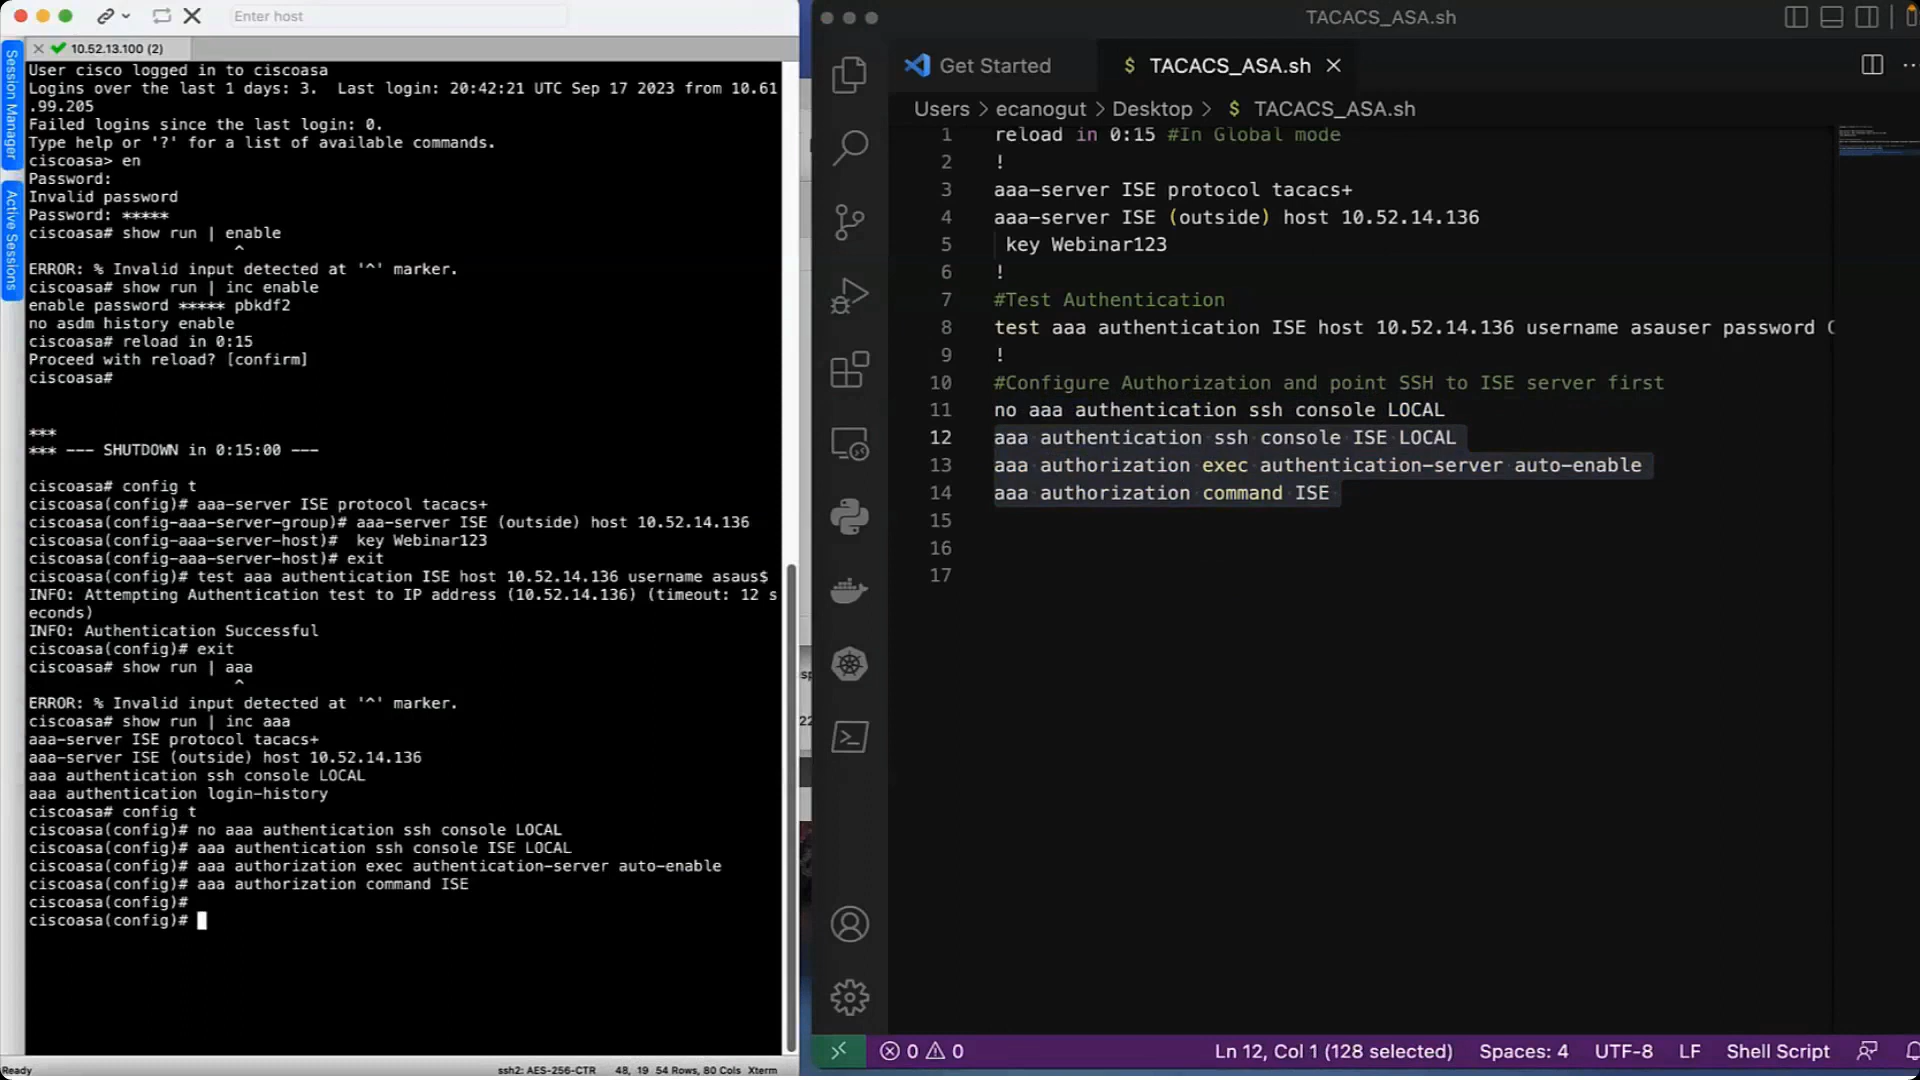 Enter host
10.52.13.100 (2)
Session Manager
Active Sessions
User cisco logged in to ciscoasa
Logins over the last 1 days: 3.  Last login: 20:42:21 UTC Sep 17 2023 from 10.61
.99.205
Failed logins since the last login: 0.
Type help or '?' for a list of available commands.
ciscoasa> en
Password:
Invalid password
Password: *****
ciscoasa# show run | enable
^
ERROR: % Invalid input detected at '^' marker.
ciscoasa# show run | inc enable
enable password ***** pbkdf2
no asdm history enable
ciscoasa# reload in 0:15
Proceed with reload? [confirm]
ciscoasa#
***
*** --- SHUTDOWN in 0:15:00 ---
ciscoasa# config t
ciscoasa(config)# aaa-server ISE protocol tacacs+
ciscoasa(config-aaa-server-group)# aaa-server ISE (outside) host 10.52.14.136
ciscoasa(config-aaa-server-host)#  key Webinar123
ciscoasa(config-aaa-server-host)# exit
ciscoasa(config)# test aaa authentication ISE host 10.52.14.136 username asaus$
INFO: Attempting Authentication test to IP address (10.52.14.136) (timeout: 12 s
econds)
INFO: Authentication Successful
ciscoasa(config)# exit
ciscoasa# show run | aaa
^
ERROR: % Invalid input detected at '^' marker.
ciscoasa# show run | inc aaa
aaa-server ISE protocol tacacs+
aaa-server ISE (outside) host 10.52.14.136
aaa authentication ssh console LOCAL
aaa authentication login-history
ciscoasa# config t
ciscoasa(config)# no aaa authentication ssh console LOCAL
ciscoasa(config)# aaa authentication ssh console ISE LOCAL
ciscoasa(config)# aaa authorization exec authentication-server auto-enable
ciscoasa(config)# aaa authorization command ISE
ciscoasa(config)#
ciscoasa(config)#
Ready
ssh2: AES-256-CTR 48, 19 54 Rows, 80 Cols Xterm
TACACS_ASA.sh
Get Started
$ TACACS_ASA.sh
Users > ecanogut > Desktop > $ TACACS_ASA.sh
1 reload in 0:15 #In Global mode
2 !
3 aaa-server ISE protocol tacacs+
4 aaa-server ISE (outside) host 10.52.14.136
5  key Webinar123
6 !
7 #Test Authentication
8 test aaa authentication ISE host 10.52.14.136 username asauser password
9 !
10 #Configure Authorization and point SSH to ISE server first
11 no aaa authentication ssh console LOCAL
12 aaa authentication ssh console ISE LOCAL
13 aaa authorization exec authentication-server auto-enable
14 aaa authorization command ISE
15
16
17
0 0
Ln 12, Col 1 (128 selected) Spaces: 4 UTF-8 LF Shell Script